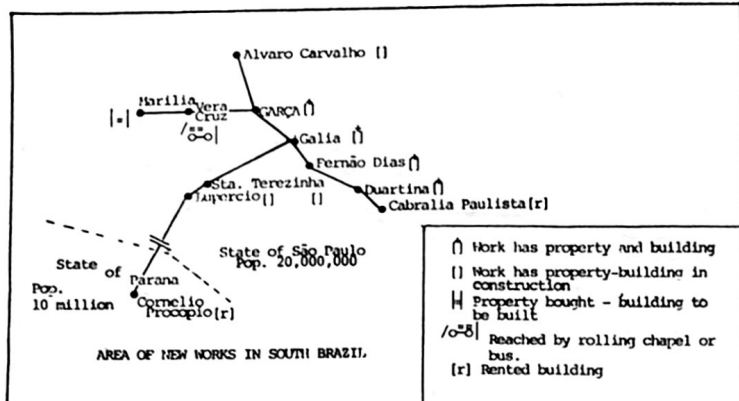 Alvaro Carvalho []
Marilia
Vera
Cruz
GARÇA
Galia
Fernão Dias
Sta. Terezinha
Lupercio [] []
Duartina
Cabralia Paulista [r]
State of São Paulo
Pop. 20,000,000
State of
Parana
Pop.
10 million
Cornelio
Procopio [r]
AREA OF NEW WORKS IN SOUTH BRAZIL
Work has property and building
[] Work has property-building in
construction
Property bought - building to
be built
Reached by rolling chapel or
bus.
[r] Rented building